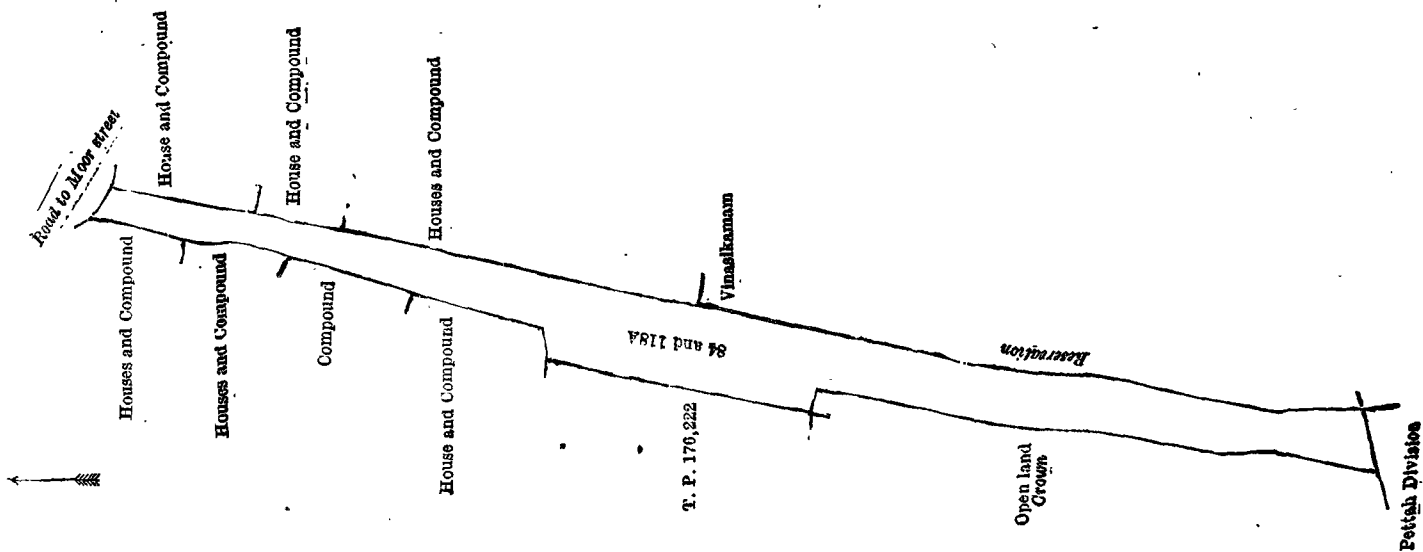 Road to Moor street
House and Compound
House and Compound
Houses and Compound
Houses and Compound
Houses and Compound
Compound
House and Compound
Vinasikamam
84 and 118A
T. P. 176,222
Reservation
Open land
Crown
Pettah Division